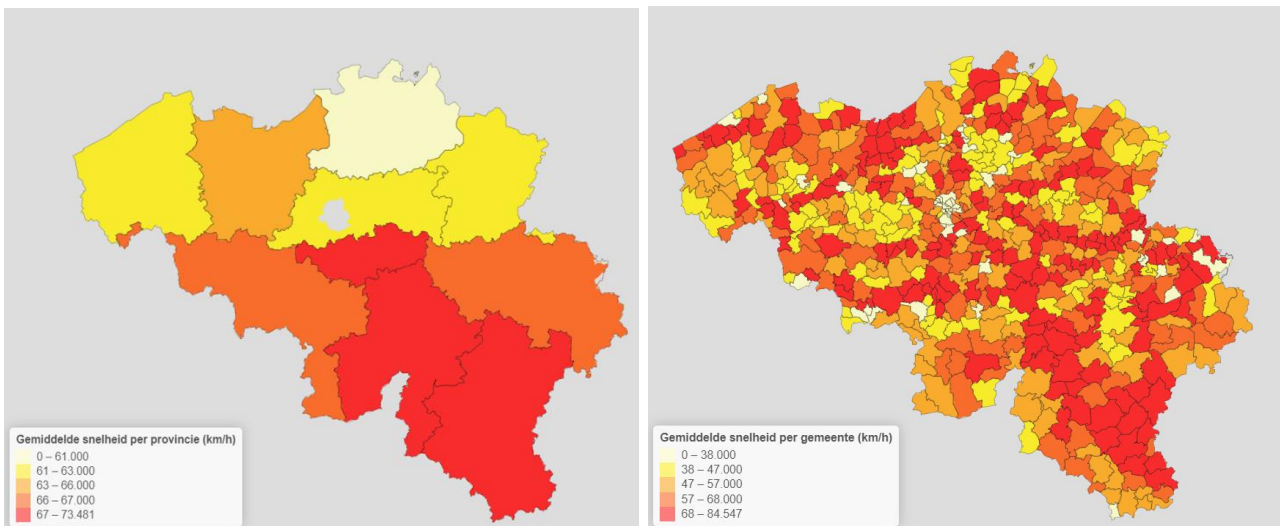 Gemiddelde snelheid per provincie (km/h)
0 – 61.000
61 – 63.000
63 – 66.000
66 – 67.000
67 – 73.481
Gemiddelde snelheid per gemeente (km/h)
0 – 38.000
38 – 47.000
47 – 57.000
57 – 68.000
68 – 84.547